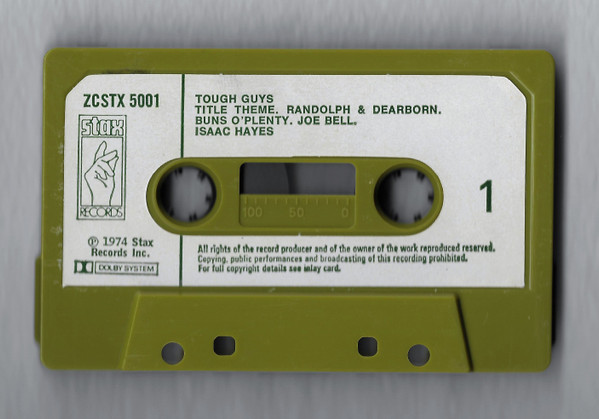 ZCSTX 5001
stax
RECORDS
℗ 1974 Stax
Records Inc.
DOLBY SYSTEM
TOUGH GUYS
TITLE THEME. RANDOLPH & DEARBORN.
BUNS O'PLENTY. JOE BELL.
ISAAC HAYES
100 50 0
1
All rights of the record producer and of the owner of the work reproduced reserved.
Copying, public performances and broadcasting of this recording prohibited.
For full copyright details see inlay card.